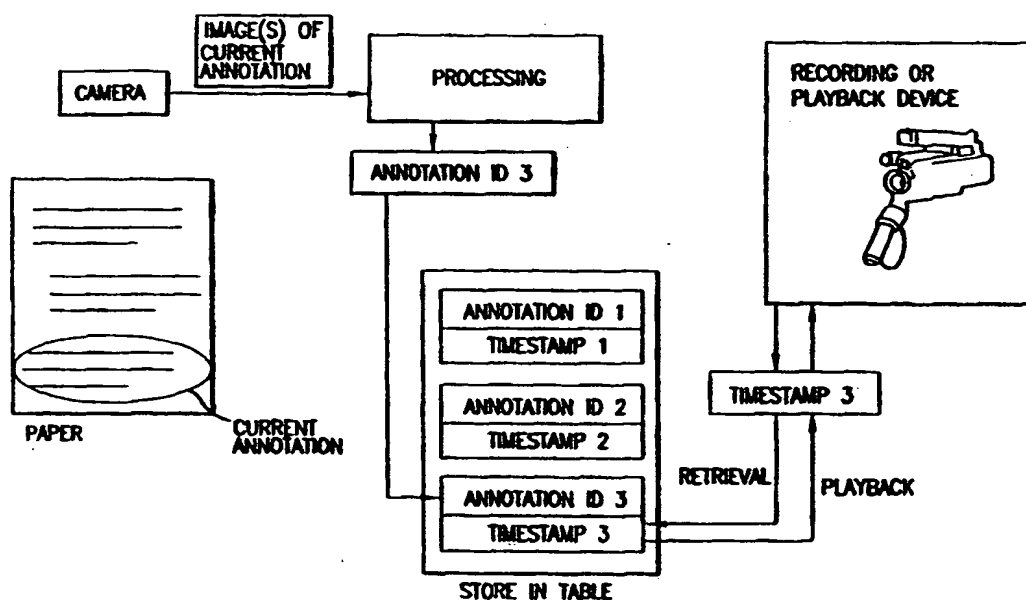 IMAGE(S) OF
CURRENT
ANNOTATION
CAMERA
PROCESSING
RECORDING OR
PLAYBACK DEVICE
ANNOTATION ID 3
ANNOTATION ID 1
TIMESTAMP 1
ANNOTATION ID 2
TIMESTAMP 2
ANNOTATION ID 3
TIMESTAMP 3
TIMESTAMP 3
PAPER
CURRENT
ANNOTATION
RETRIEVAL
PLAYBACK
STORE IN TABLE